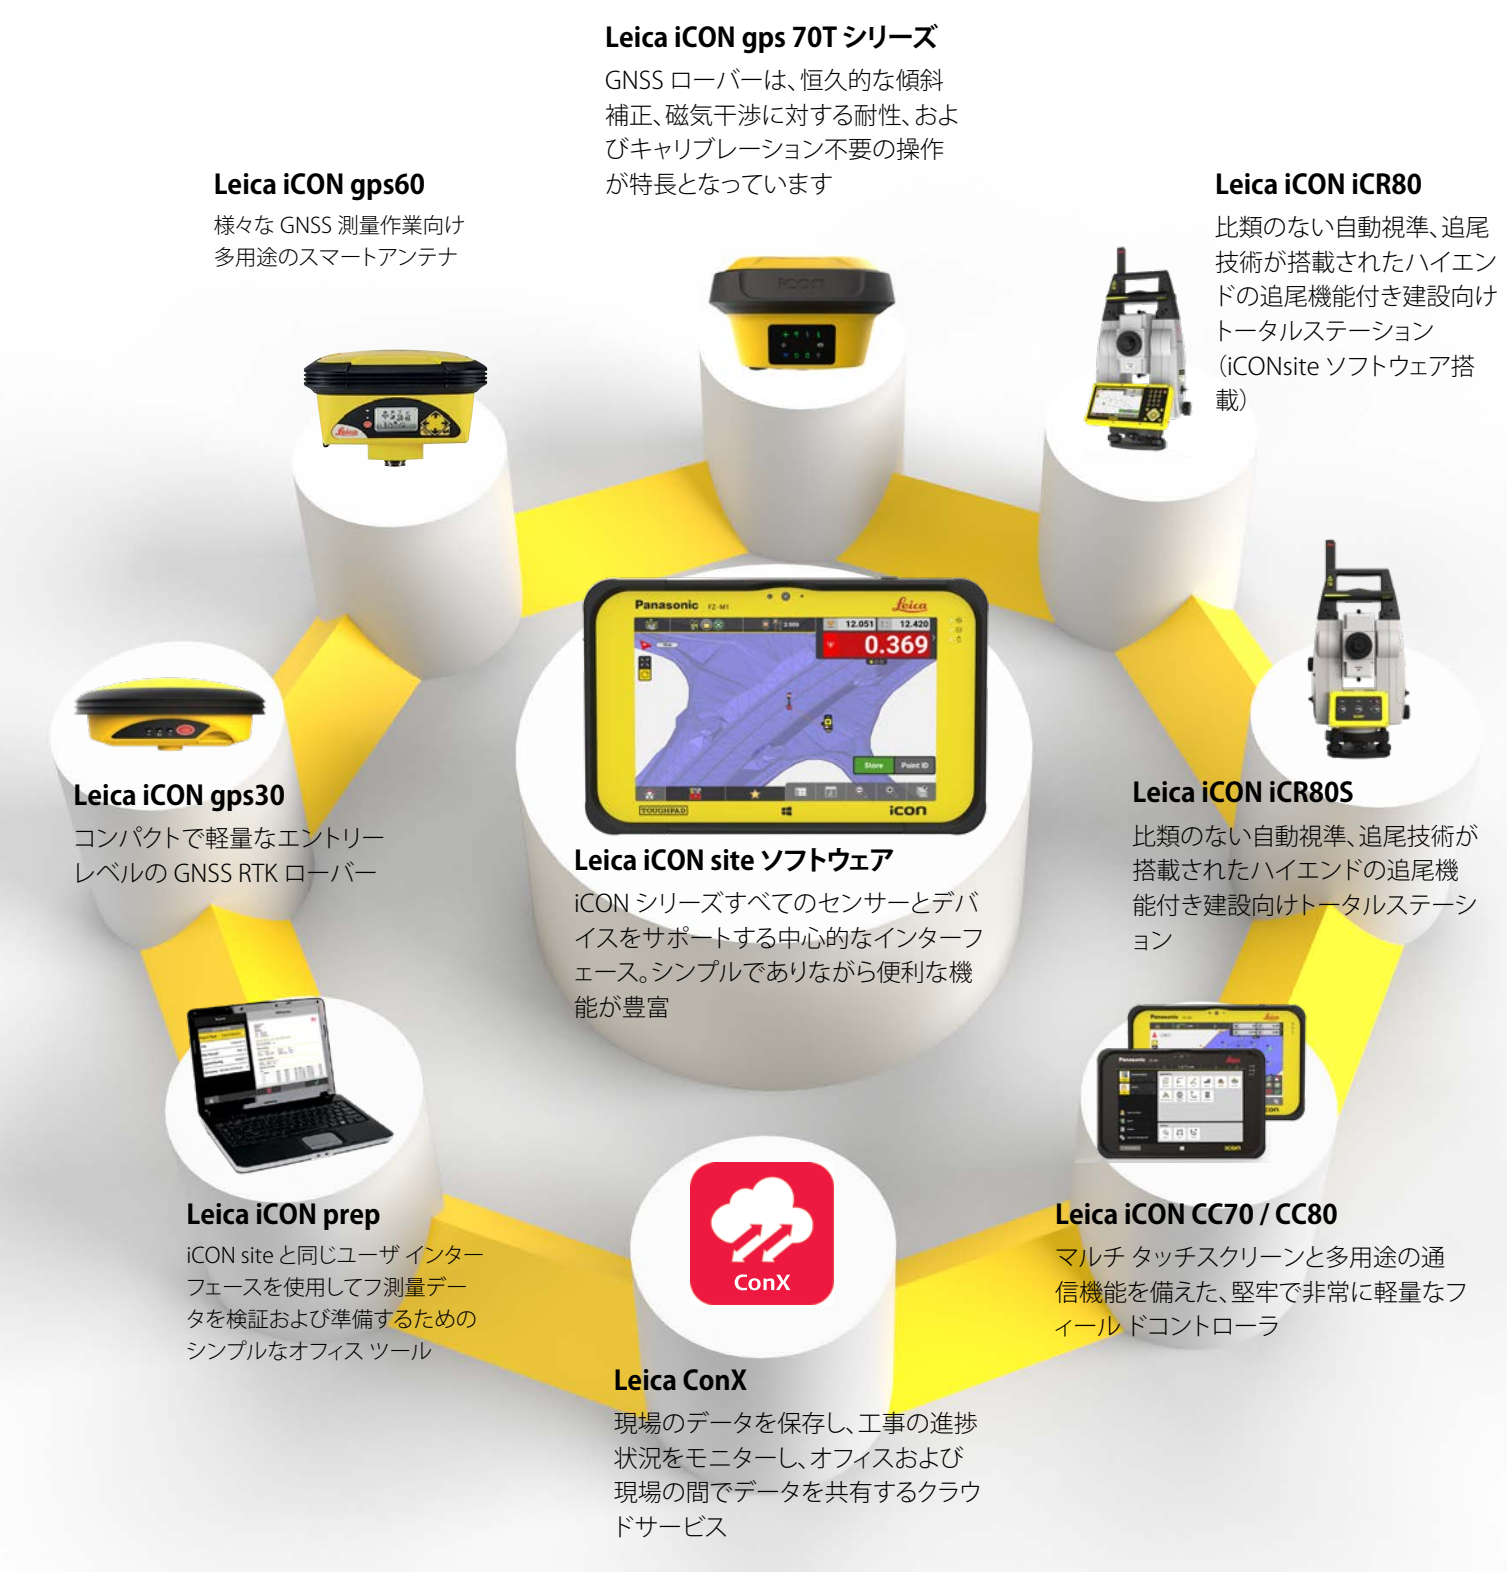 Leica iCON gps 70T シリーズ
GNSS ローバーは、恒久的な傾斜
補正、磁気干渉に対する耐性、およ
びキャリブレーション不要の操作
が特長となっています
Leica iCON gps60
様々な GNSS 測量作業向け
多用途のスマートアンテナ
Leica iCON iCR80
比類のない自動視準、追尾
技術が搭載されたハイエン
ドの追尾機能付き建設向け
トータルステーション
（iCONsite ソフトウェア搭
載）
iCON
Leica
Panasonic FZ-M1
Leica
2.000
12.051
12.420
0.369
Store
Point ID
TOUGHPAD
iCON
Leica iCON gps30
コンパクトで軽量なエントリー
レベルの GNSS RTK ローバー
Leica iCON site ソフトウェア
iCON シリーズすべてのセンサーとデバ
イスをサポートする中心的なインターフ
ェース。シンプルでありながら便利な機
能が豊富
Leica iCON iCR80S
比類のない自動視準、追尾技術が
搭載されたハイエンドの追尾機
能付き建設向けトータルステーシ
ョン
Leica iCON prep
iCON site と同じユーザ インター
フェースを使用してフ測量デー
タを検証および準備するための
シンプルなオフィス ツール
Panasonic
Leica
Panasonic
Leica
iCON
iCON
Leica iCON CC70 / CC80
マルチ タッチスクリーンと多用途の通
信機能を備えた、堅牢で非常に軽量なフ
ィール ドコントローラ
ConX
Leica ConX
現場のデータを保存し、工事の進捗
状況をモニターし、オフィスおよび
現場の間でデータを共有するクラウ
ドサービス